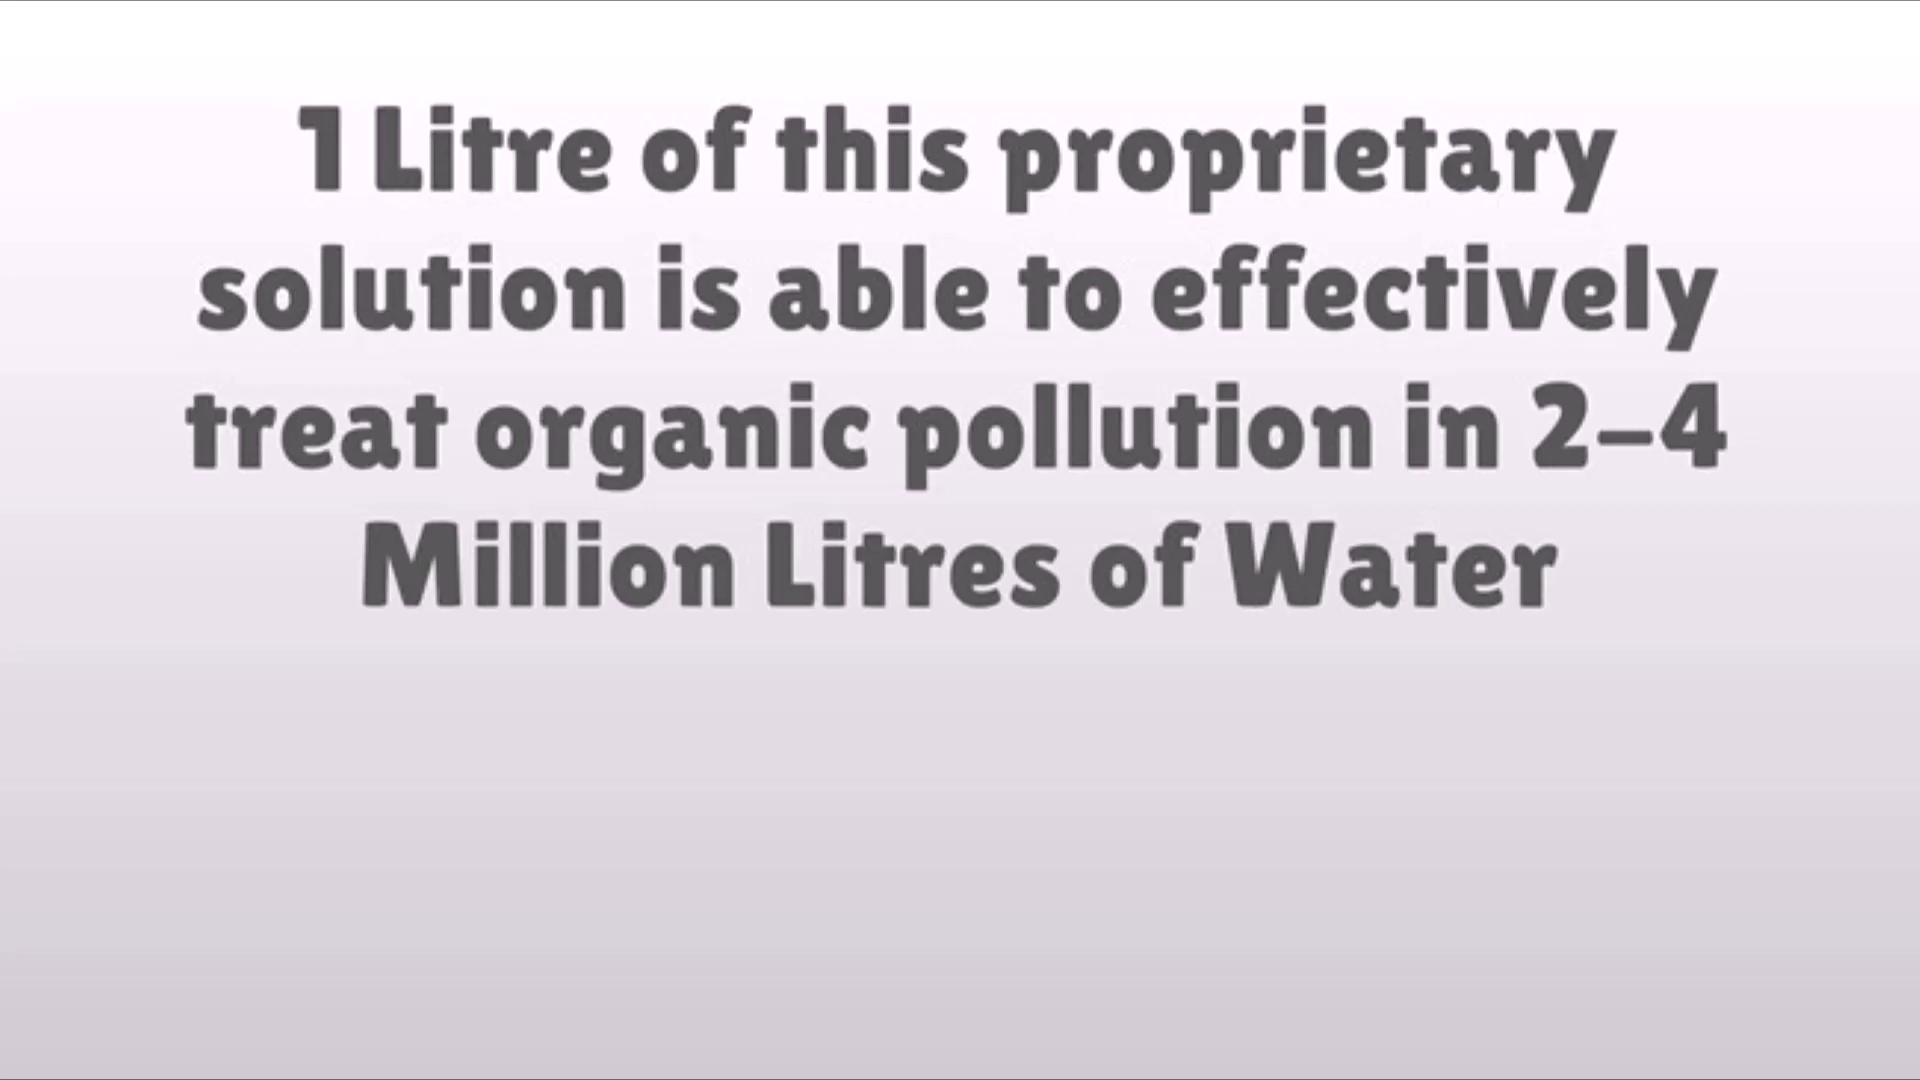 1 Litre of this proprietary
solution is able to effectively
treat organic pollution in 2–4
Million Litres of Water